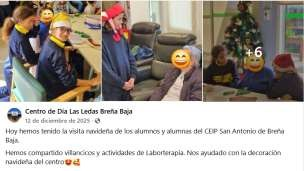 +6
Centro de Día Las Ledas Breña Baja
12 de diciembre de 2025
Hoy hemos tenido la visita navideña de los alumnos y alumnas del CEIP San Antonio de Breña
Baja.
Hemos compartido villancicos y actividades de Laborterapia. Nos ayudado con la decoración
navideña del centro🤩🥰